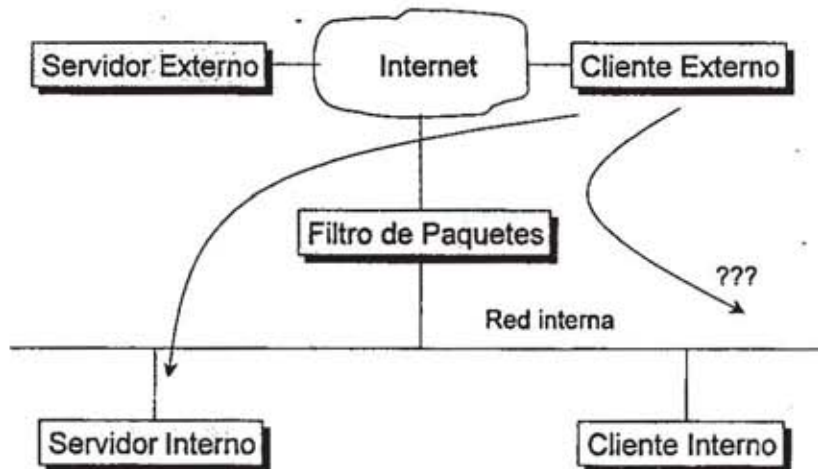 Servidor Externo
Internet
Cliente Externo
Filtro de Paquetes
???
Red interna
Servidor Interno
Cliente Interno